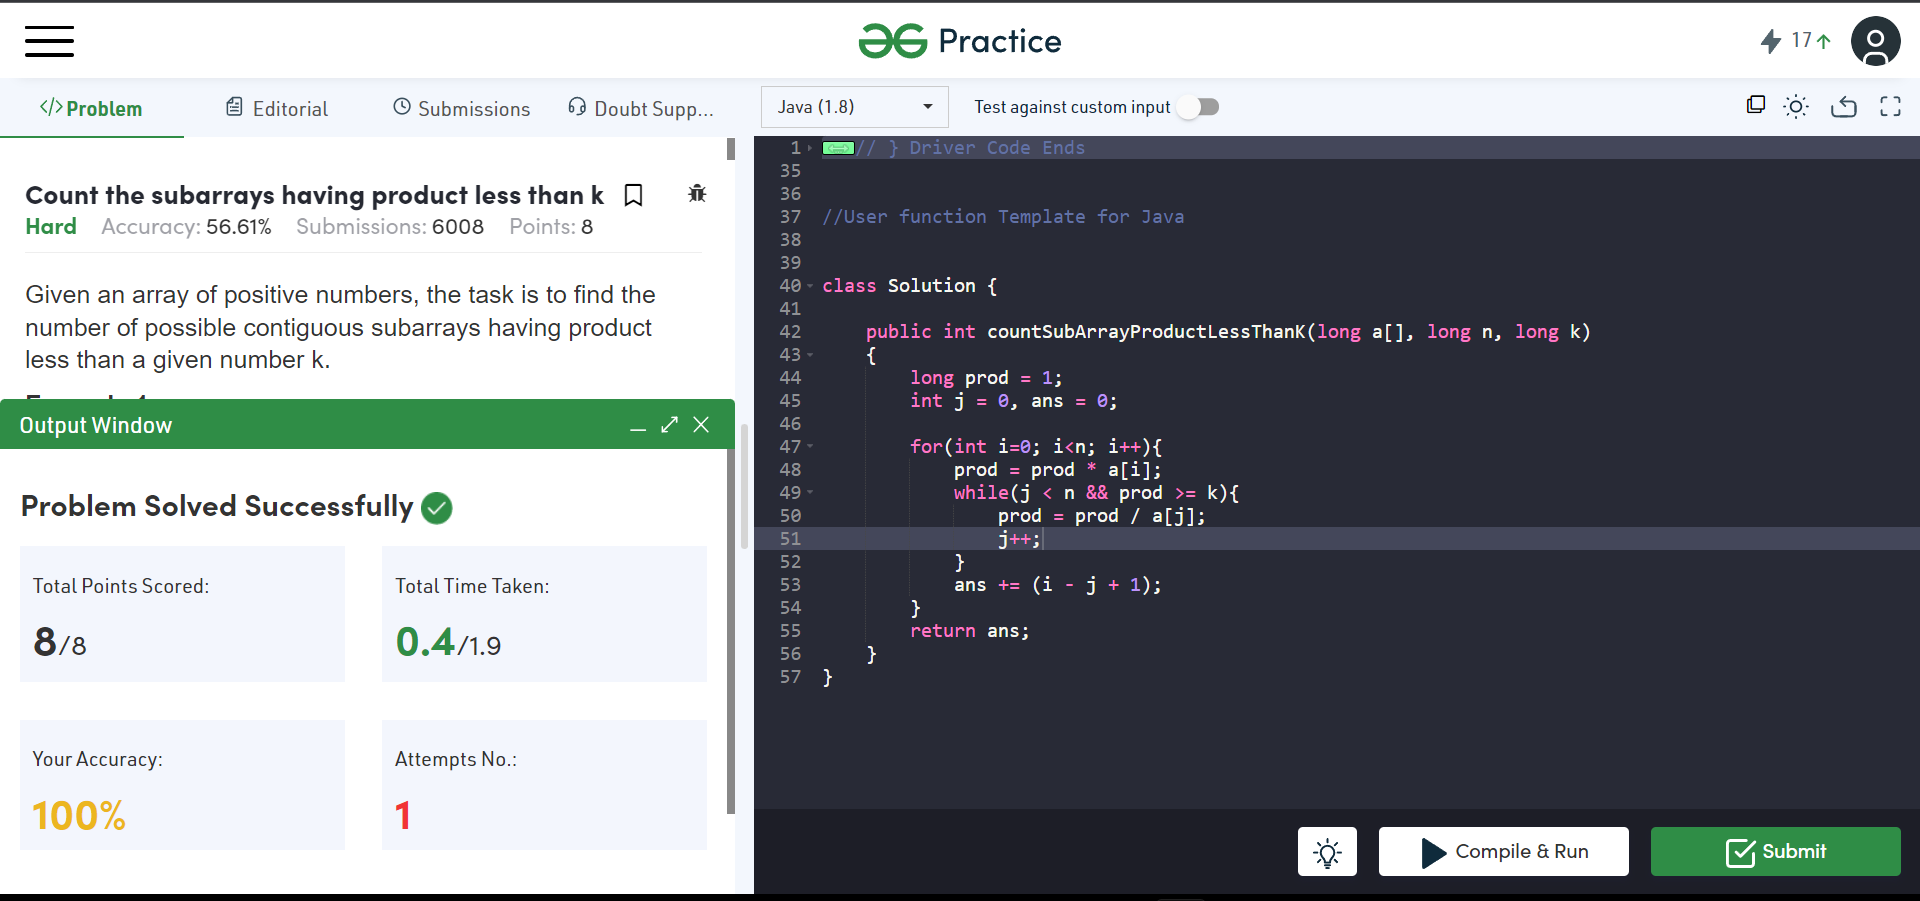 Practice
17
Problem
Editorial
Submissions
Doubt Supp...
Java (1.8)
Test against custom input
Count the subarrays having product less than k
Hard Accuracy: 56.61% Submissions: 6008 Points: 8
Given an array of positive numbers, the task is to find the
number of possible contiguous subarrays having product
less than a given number k.
Output Window
Problem Solved Successfully
Total Points Scored:
8/8
Total Time Taken:
0.4/1.9
Your Accuracy:
100%
Attempts No.:
1
1 // } Driver Code Ends
35
36
37 //User function Template for Java
38
39
40 class Solution {
41
42     public int countSubArrayProductLessThanK(long a[], long n, long k)
43     {
44         long prod = 1;
45         int j = 0, ans = 0;
46
47         for(int i=0; i<n; i++){
48             prod = prod * a[i];
49             while(j < n && prod >= k){
50                 prod = prod / a[j];
51                 j++;
52             }
53             ans += (i - j + 1);
54         }
55         return ans;
56     }
57 }
Compile & Run
Submit